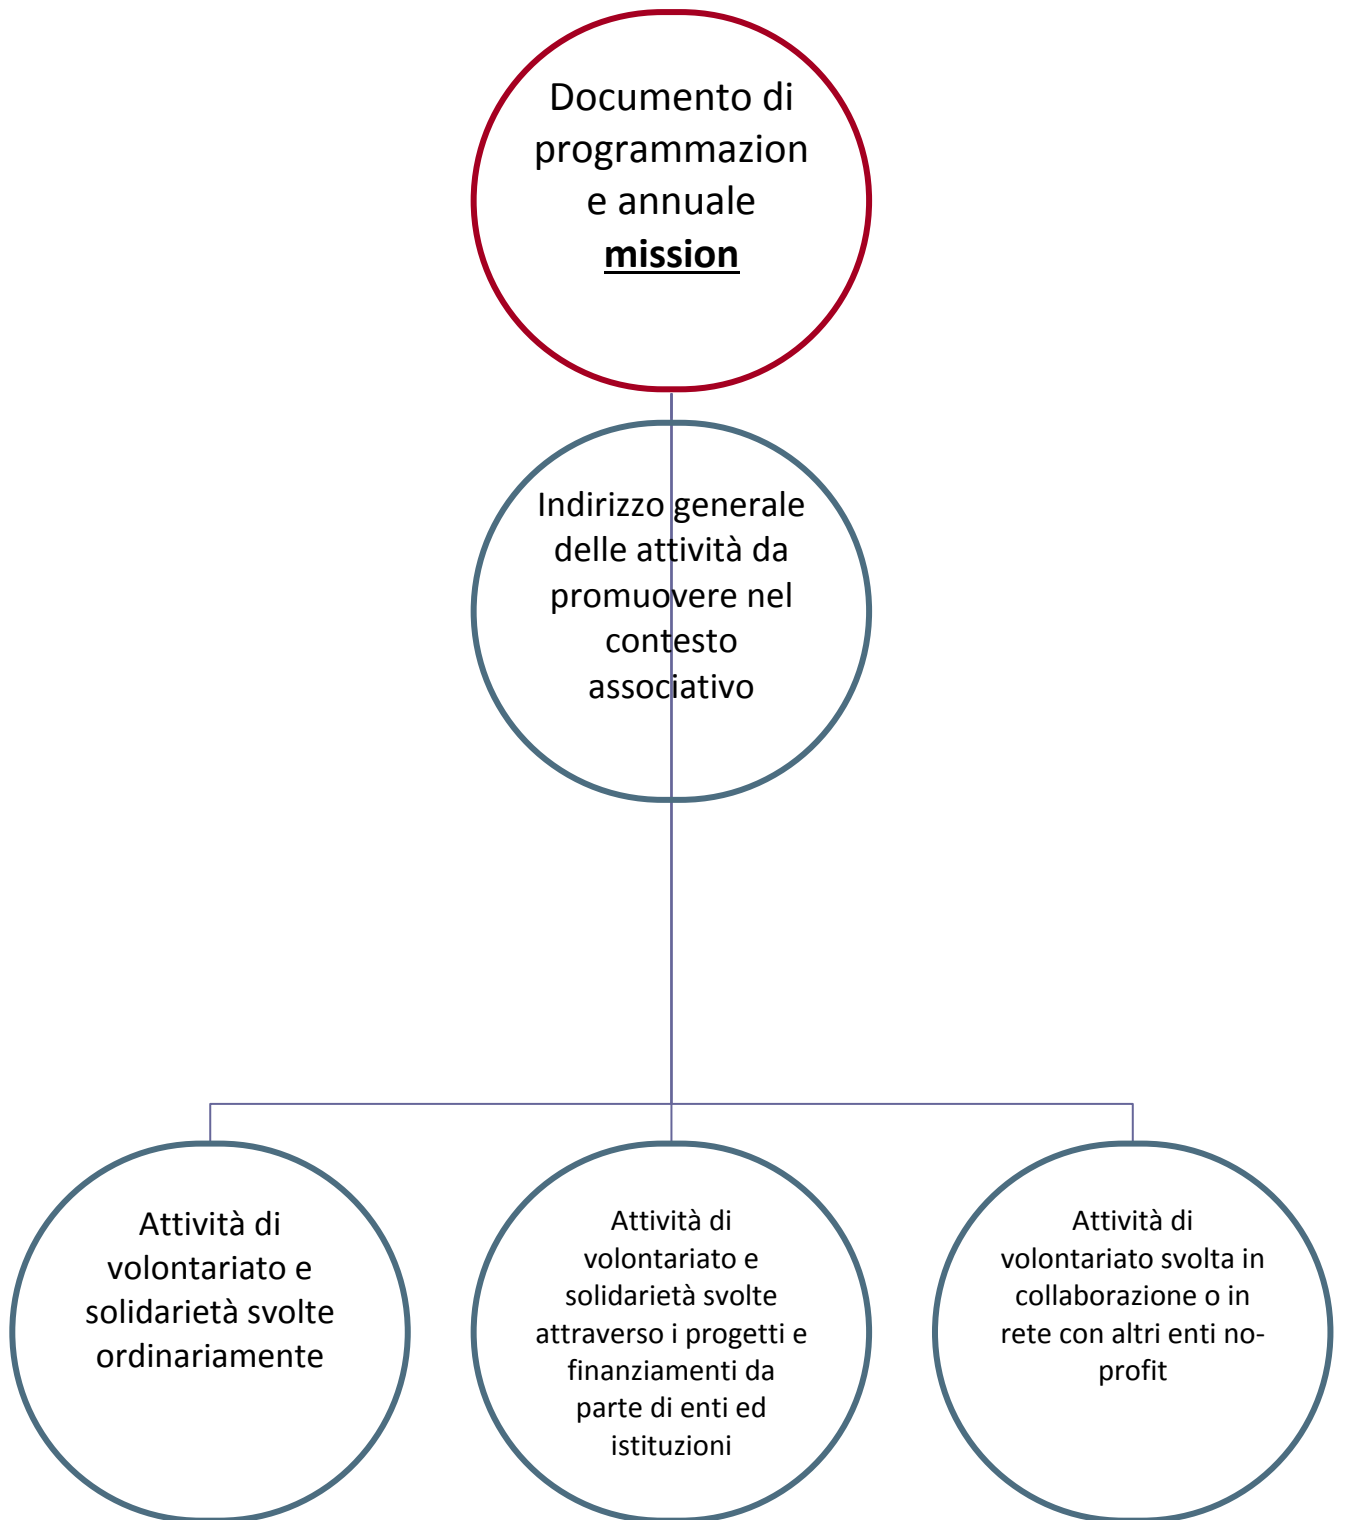 Documento di
programmazion
e annuale
mission
Indirizzo generale
delle attività da
promuovere nel
contesto
associativo
Attività di
volontariato e
solidarietà svolte
ordinariamente
Attività di
volontariato e
solidarietà svolte
attraverso i progetti e
finanziamenti da
parte di enti ed
istituzioni
Attività di
volontariato svolta in
collaborazione o in
rete con altri enti no-
profit